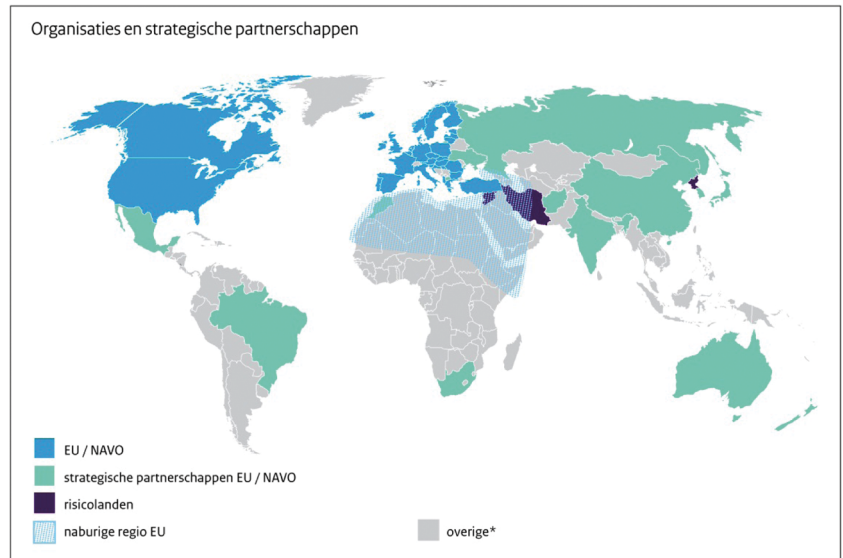 Organisaties en strategische partnerschappen
EU / NAVO
strategische partnerschappen EU / NAVO
risicolanden
naburige regio EU
overige*